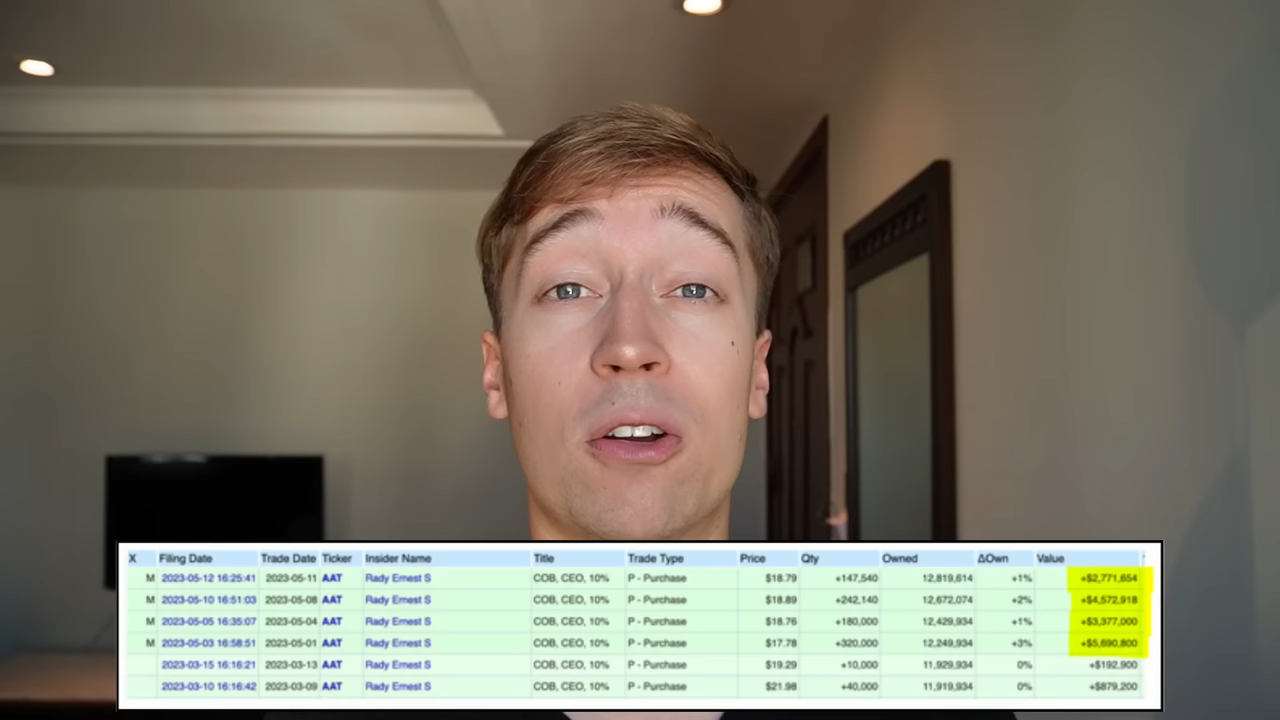 X Filing Date Trade Date Ticker Insider Name Title Trade Type Price Qty Owned ΔOwn Value
M 2023-05-12 16:25:41 2023-05-11 AAT Rady Ernest S COB, CEO, 10% P - Purchase $18.79 +147,540 12,819,614 +1% +$2,771,654
M 2023-05-10 16:51:03 2023-05-08 AAT Rady Ernest S COB, CEO, 10% P - Purchase $18.89 +242,140 12,672,074 +2% +$4,572,918
M 2023-05-05 16:35:07 2023-05-04 AAT Rady Ernest S COB, CEO, 10% P - Purchase $18.76 +180,000 12,429,934 +1% +$3,377,000
M 2023-05-03 16:58:51 2023-05-01 AAT Rady Ernest S COB, CEO, 10% P - Purchase $17.78 +320,000 12,249,934 +3% +$5,690,800
2023-03-15 16:16:21 2023-03-13 AAT Rady Ernest S COB, CEO, 10% P - Purchase $19.29 +10,000 11,929,934 0% +$192,900
2023-03-10 16:16:42 2023-03-09 AAT Rady Ernest S COB, CEO, 10% P - Purchase $21.98 +40,000 11,919,934 0% +$879,200